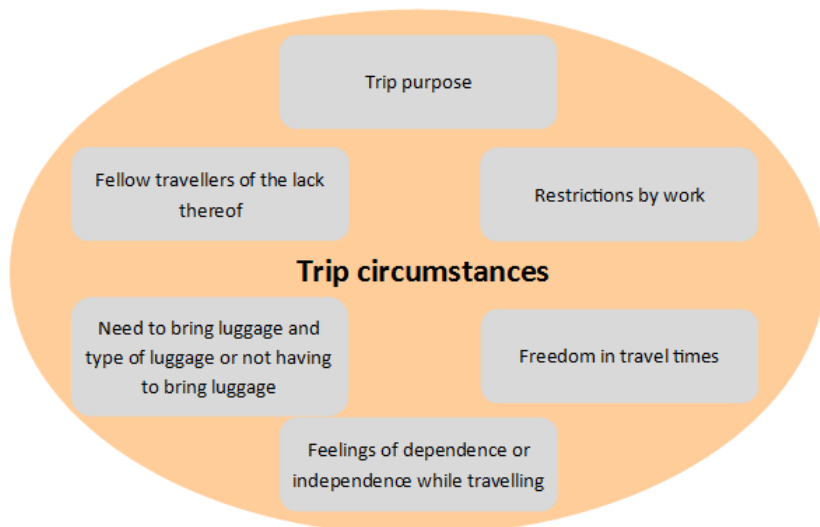 Trip purpose
Fellow travellers of the lack
thereof
Restrictions by work
Trip circumstances
Need to bring luggage and
type of luggage or not having
to bring luggage
Freedom in travel times
Feelings of dependence or
independence while travelling